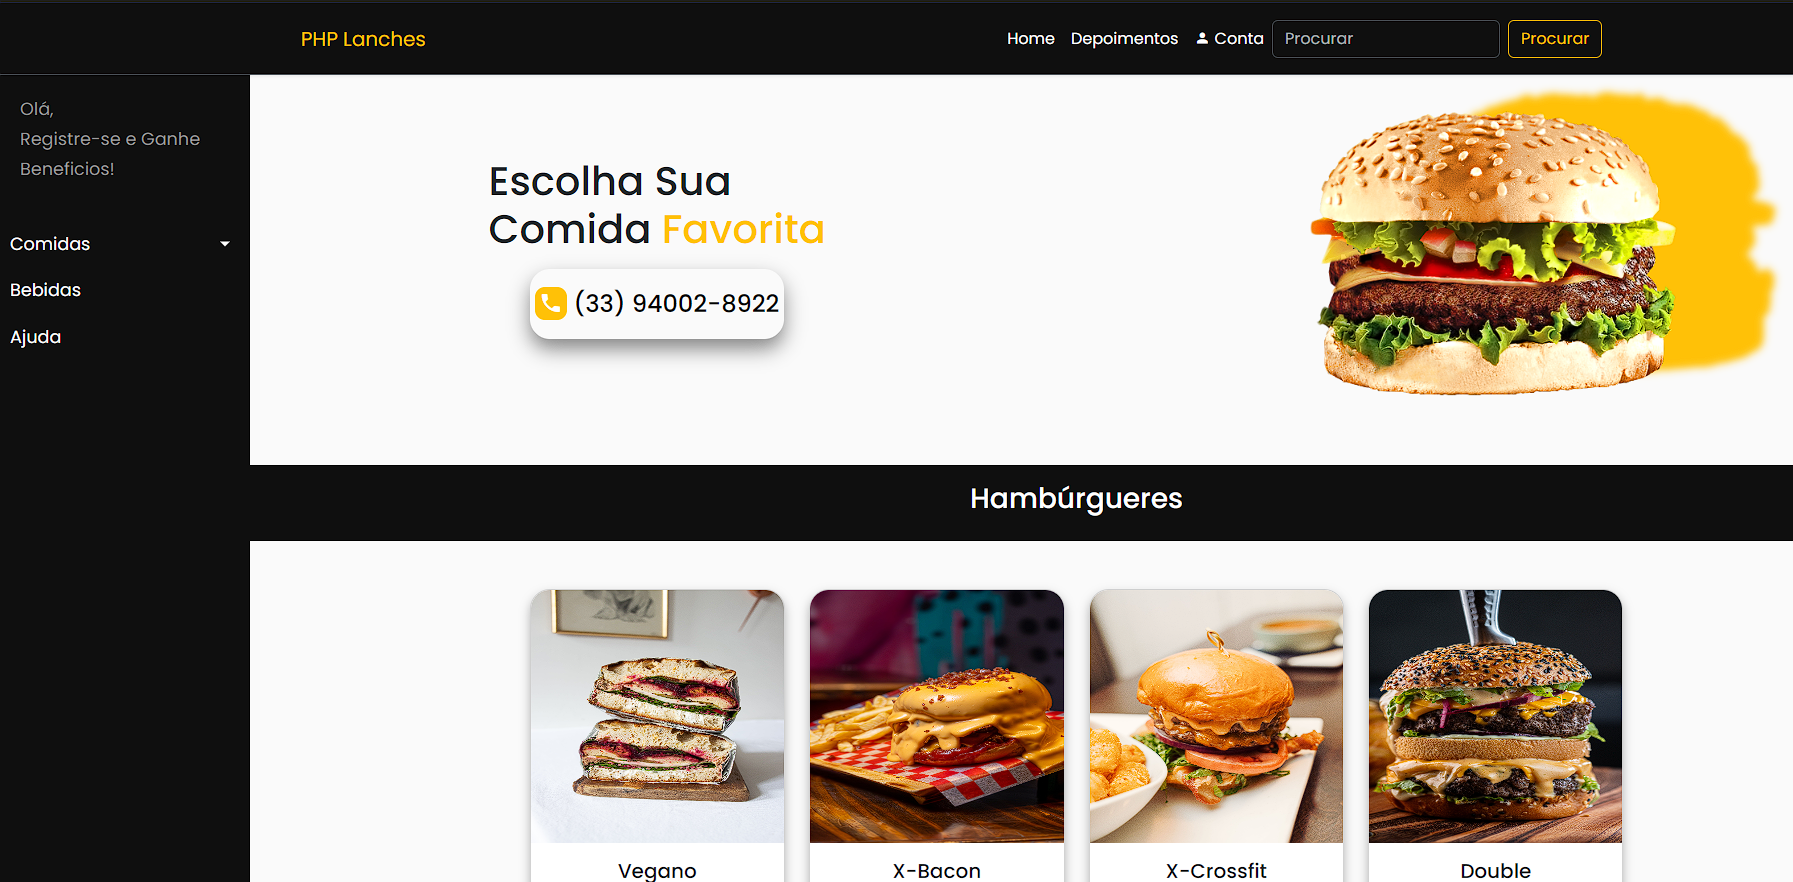 PHP Lanches
Home
Depoimentos
Conta
Procurar
Procurar
Olá,
Registre-se e Ganhe
Beneficios!
Comidas
Bebidas
Ajuda
Escolha Sua
Comida Favorita
(33) 94002-8922
Hambúrgueres
Vegano
X-Bacon
X-Crossfit
Double